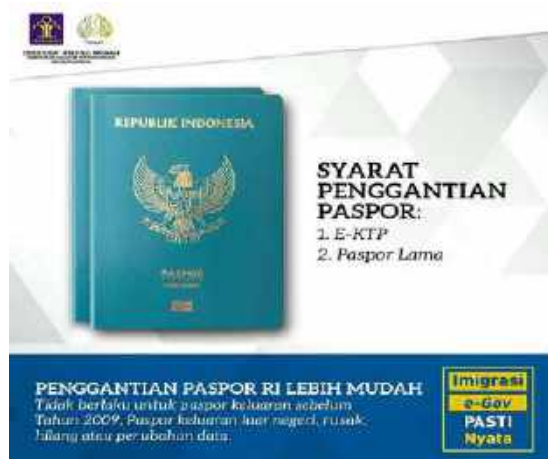 REPUBLIK INDONESIA
PASPOR
SYARAT
PENGGANTIAN
PASPOR:
1. E-KTP
2. Paspor Lama
PENGGANTIAN PASPOR RI LEBIH MUDAH
Tidak berlaku untuk paspor keluaran sebelum
Tahun 2009, Paspor keluaran luar negeri, rusak,
hilang atau perubahan data.
Imigrasi
e-Gov
PASTI
Nyata